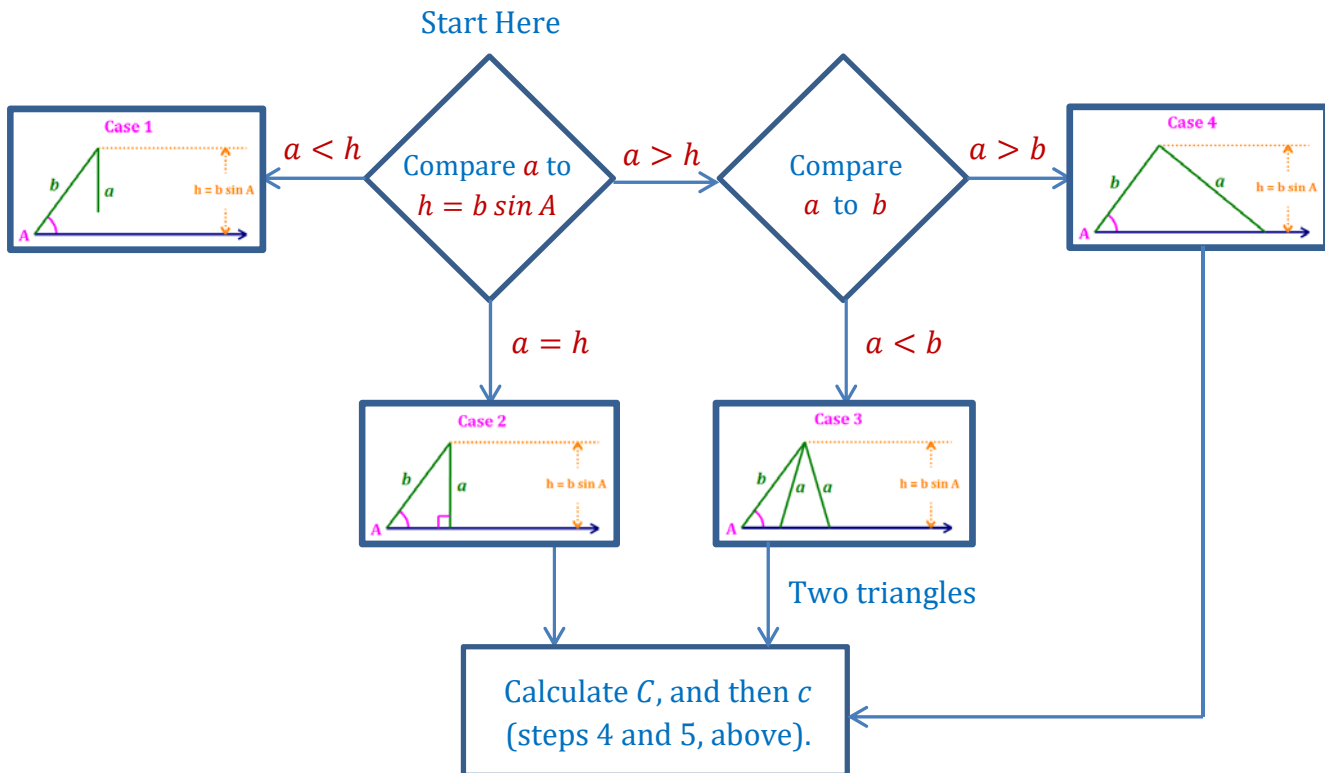 Start Here
Case 1
b
a
A
h = b sin A
a < h
Compare a to
h = b sin A
a > h
Compare
a to b
a > b
Case 4
b
a
A
h = b sin A
a = h
a < b
Case 2
b
a
A
h = b sin A
Case 3
b
a
a
A
h = b sin A
Two triangles
Calculate C, and then c
(steps 4 and 5, above).